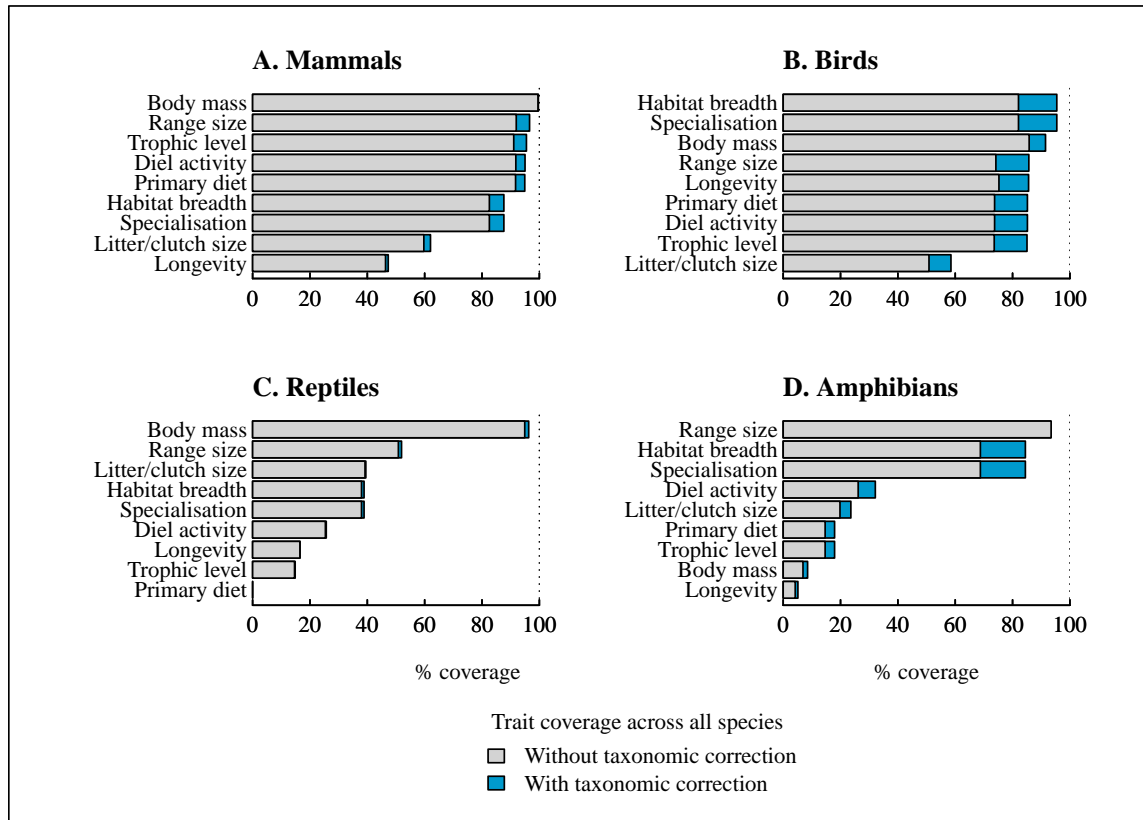 A. Mammals
Body mass
Range size
Trophic level
Diel activity
Primary diet
Habitat breadth
Specialisation
Litter/clutch size
Longevity
0 20 40 60 80 100
B. Birds
Habitat breadth
Specialisation
Body mass
Range size
Longevity
Primary diet
Diel activity
Trophic level
Litter/clutch size
0 20 40 60 80 100
C. Reptiles
Body mass
Range size
Litter/clutch size
Habitat breadth
Specialisation
Diel activity
Longevity
Trophic level
Primary diet
0 20 40 60 80 100
% coverage
D. Amphibians
Range size
Habitat breadth
Specialisation
Diel activity
Litter/clutch size
Primary diet
Trophic level
Body mass
Longevity
0 20 40 60 80 100
% coverage
Trait coverage across all species
Without taxonomic correction
With taxonomic correction